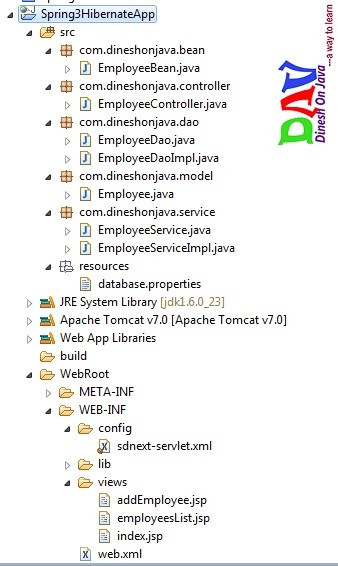 Spring3HibernateApp
src
com.dineshonjava.bean
EmployeeBean.java
com.dineshonjava.controller
EmployeeController.java
com.dineshonjava.dao
EmployeeDao.java
EmployeeDaoImpl.java
com.dineshonjava.model
Employee.java
com.dineshonjava.service
EmployeeService.java
EmployeeServiceImpl.java
resources
database.properties
JRE System Library [jdk1.6.0_23]
Apache Tomcat v7.0 [Apache Tomcat v7.0]
Web App Libraries
build
WebRoot
META-INF
WEB-INF
config
sdnext-servlet.xml
lib
views
addEmployee.jsp
employeesList.jsp
index.jsp
web.xml
Dinesh On Java
---a way to learn